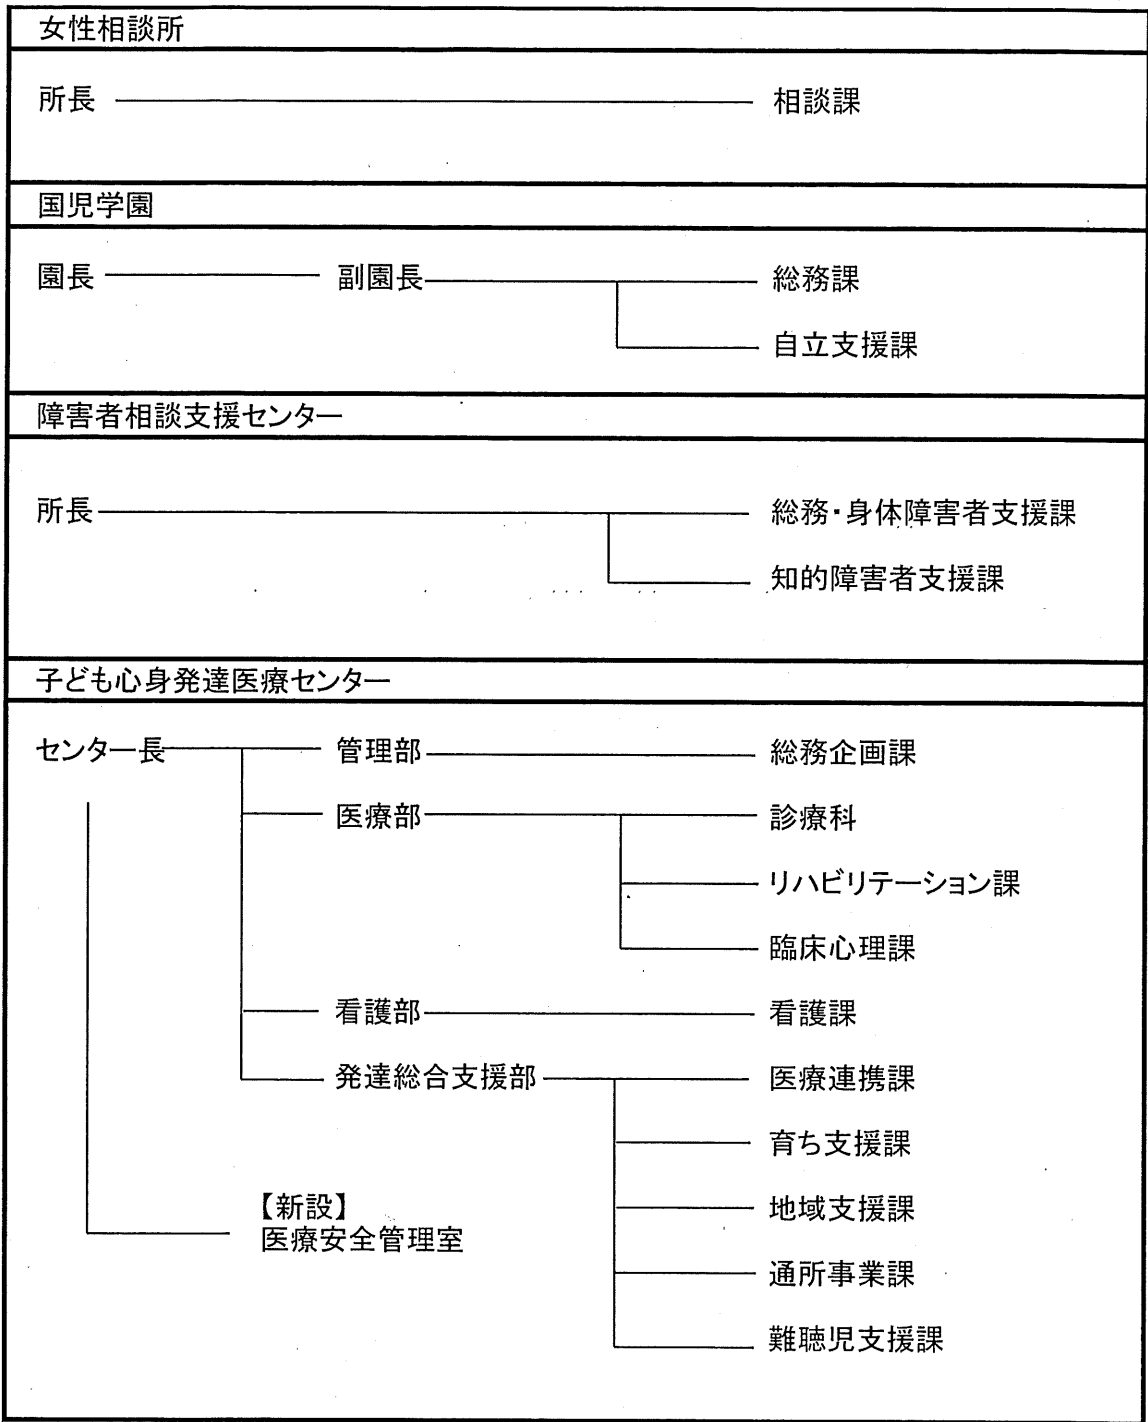 女性相談所
所長 相談課
国児学園
園長 副園長 総務課
自立支援課
障害者相談支援センター
所長 総務・身体障害者支援課
知的障害者支援課
子ども心身発達医療センター
センター長 管理部 総務企画課
医療部 診療科
リハビリテーション課
臨床心理課
看護部 看護課
発達総合支援部 医療連携課
育ち支援課
【新設】 地域支援課
医療安全管理室
通所事業課
難聴児支援課